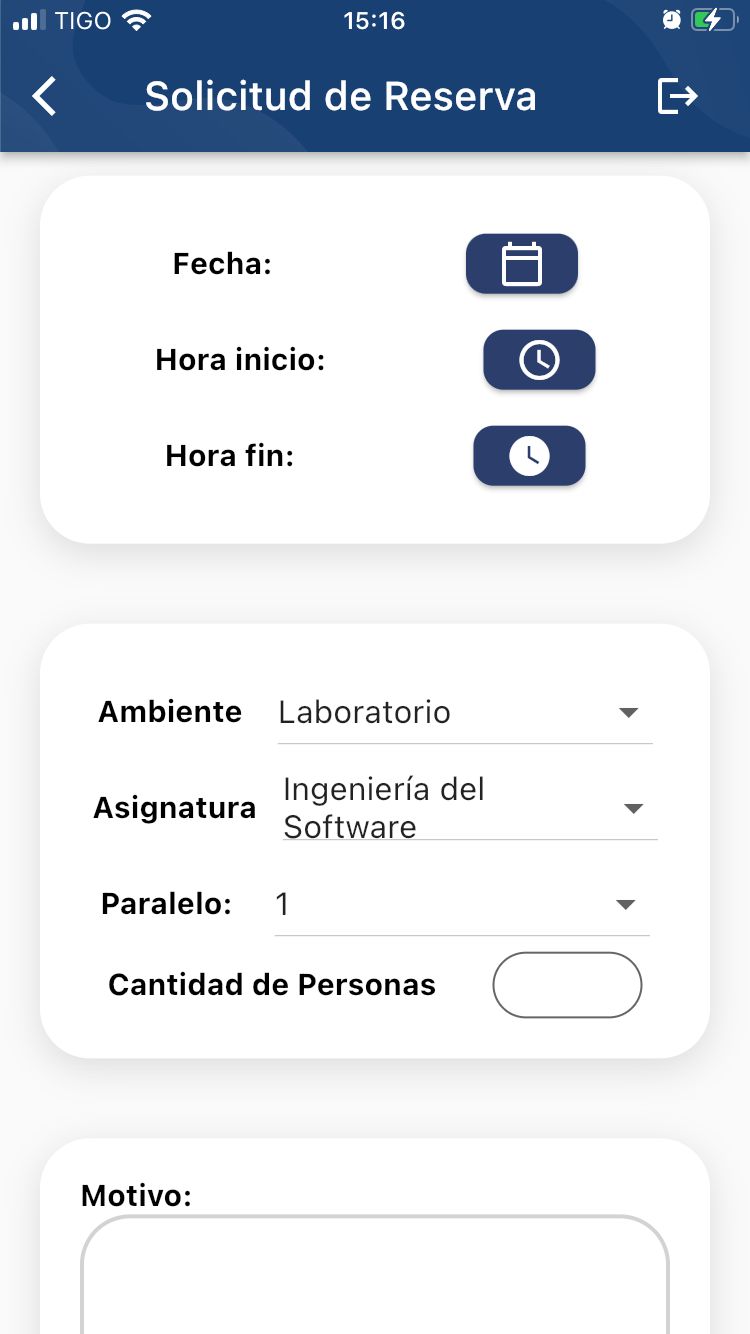 TIGO 15:16
Solicitud de Reserva
Fecha:
Hora inicio:
Hora fin:
Ambiente Laboratorio
Asignatura Ingeniería del
Software
Paralelo: 1
Cantidad de Personas
Motivo: